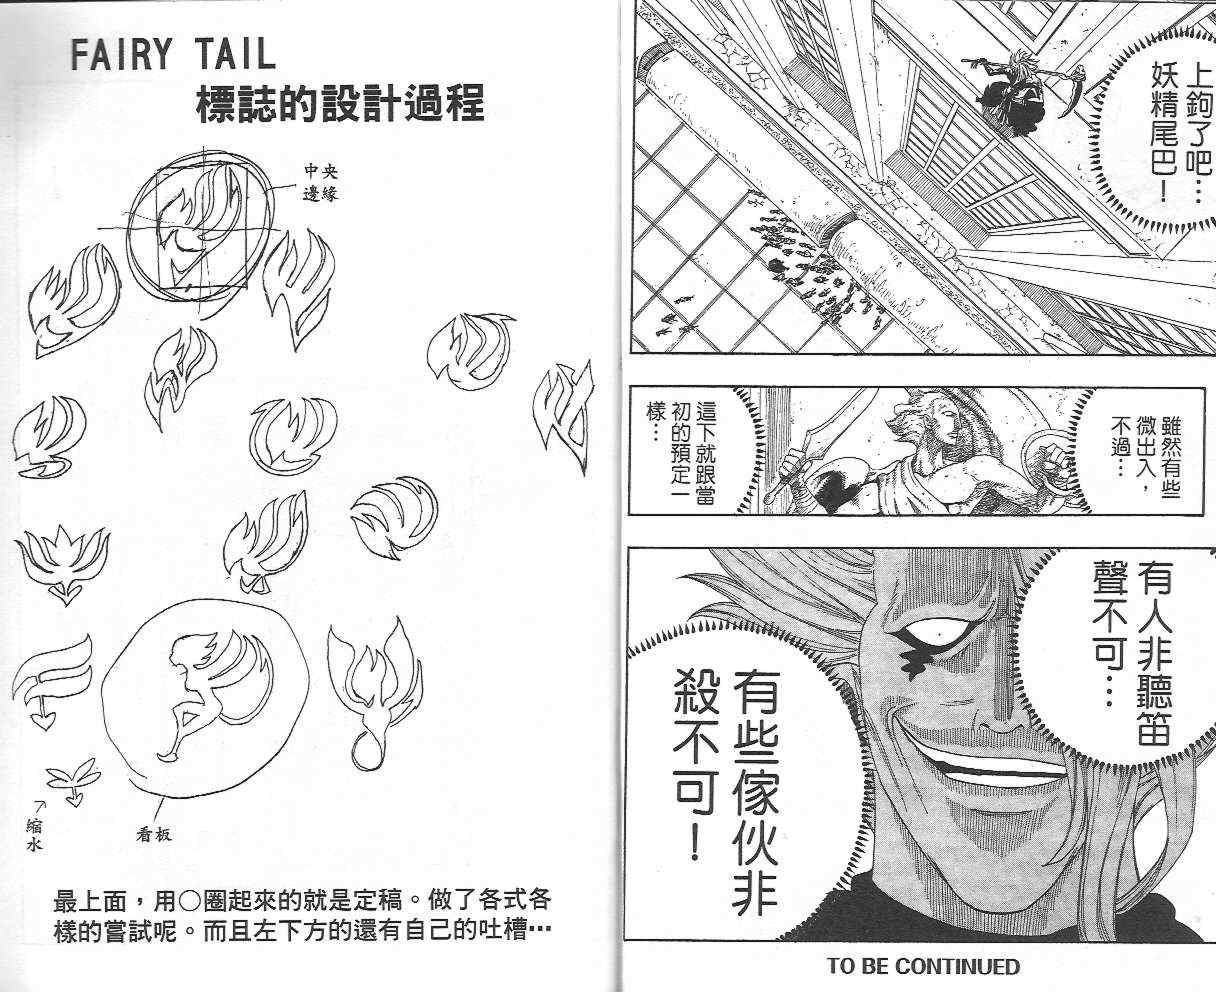 上鉤了吧…
妖精尾巴！
雖然有些
微出入，
不過…
這下就跟當
初的預定一
樣…
有人非聽笛
聲不可…
有些傢伙非
殺不可！
TO BE CONTINUED
FAIRY TAIL
標誌的設計過程
中央
邊緣
縮水
看板
最上面，用○圈起來的就是定稿。做了各式各
樣的嘗試呢。而且左下方的還有自己的吐槽…